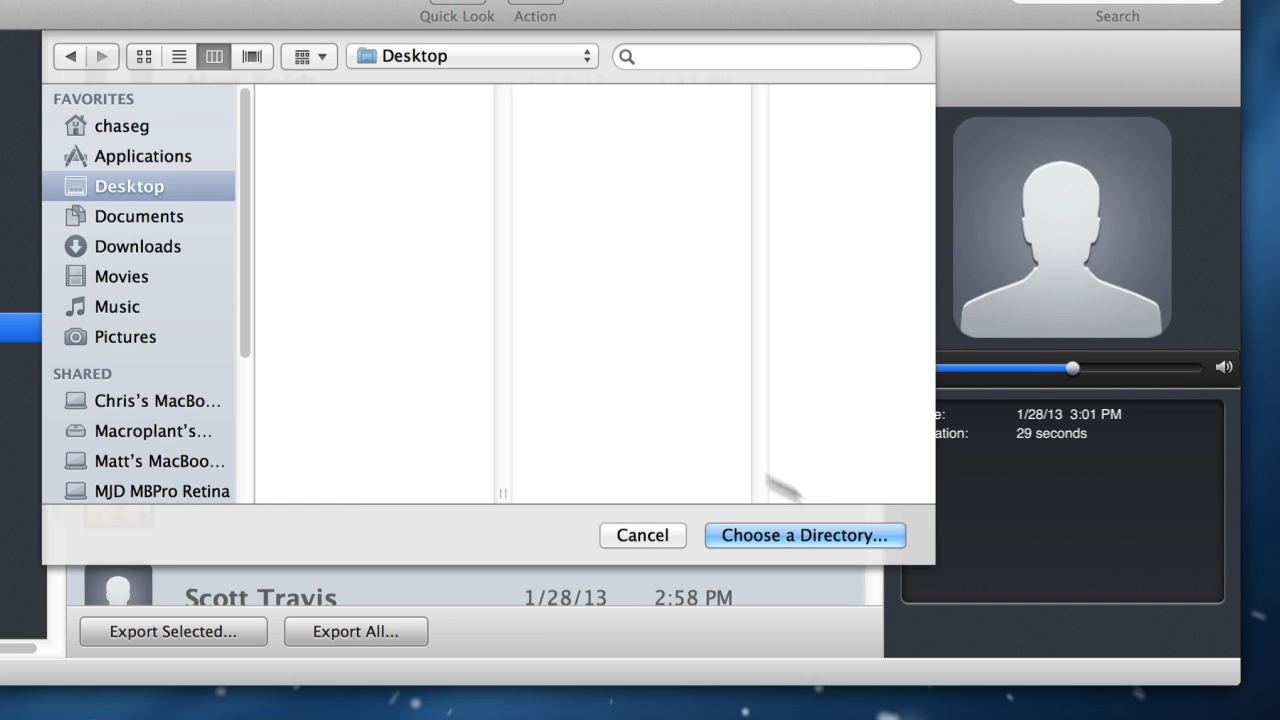 Quick Look Action Search
Desktop
FAVORITES
chaseg
Applications
Desktop
Documents
Downloads
Movies
Music
Pictures
SHARED
Chris's MacBo...
Macroplant's...
Matt's MacBoo...
MJD MBPro Retina
e: 1/28/13 3:01 PM
ation: 29 seconds
Cancel Choose a Directory...
Scott Travis 1/28/13 2:58 PM
Export Selected... Export All...